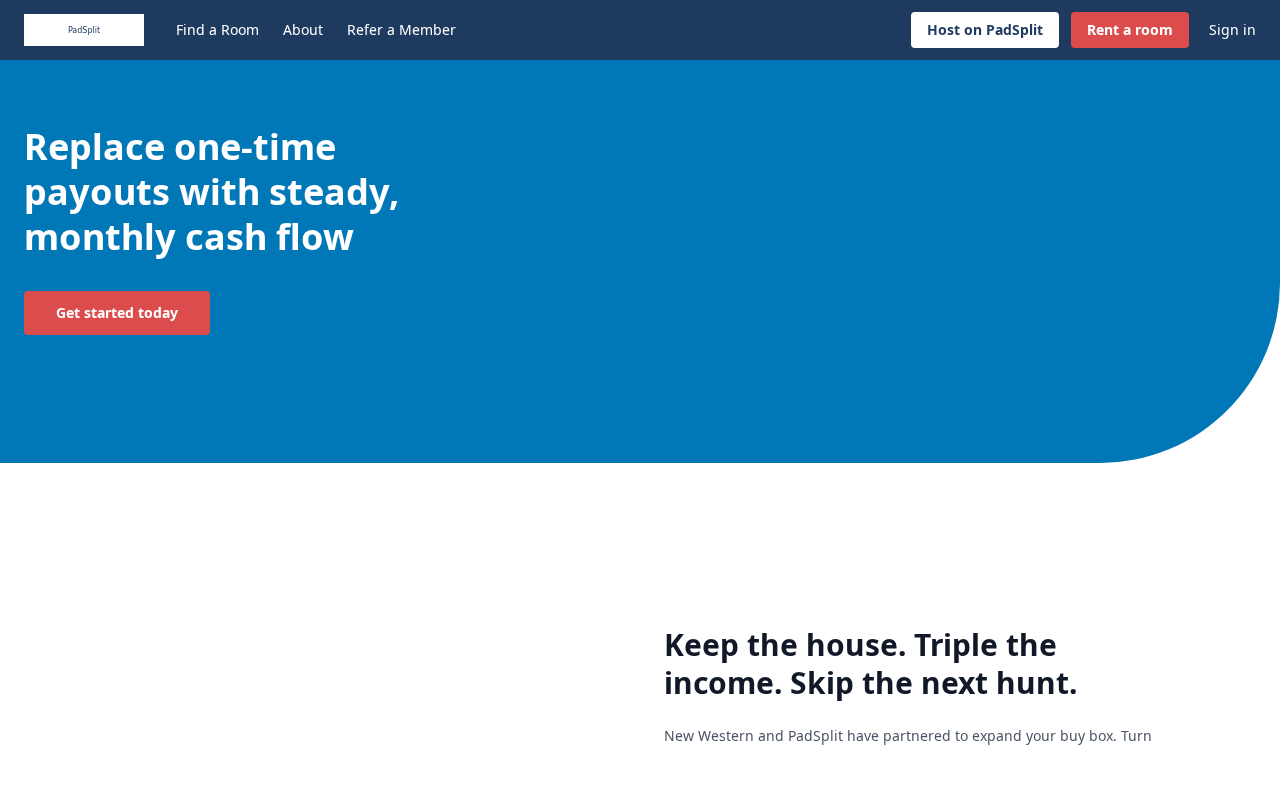 PadSplit
Find a Room
About
Refer a Member
Host on PadSplit
Rent a room
Sign in
Replace one-time
payouts with steady,
monthly cash flow
Get started today
Keep the house. Triple the
income. Skip the next hunt.
New Western and PadSplit have partnered to expand your buy box. Turn